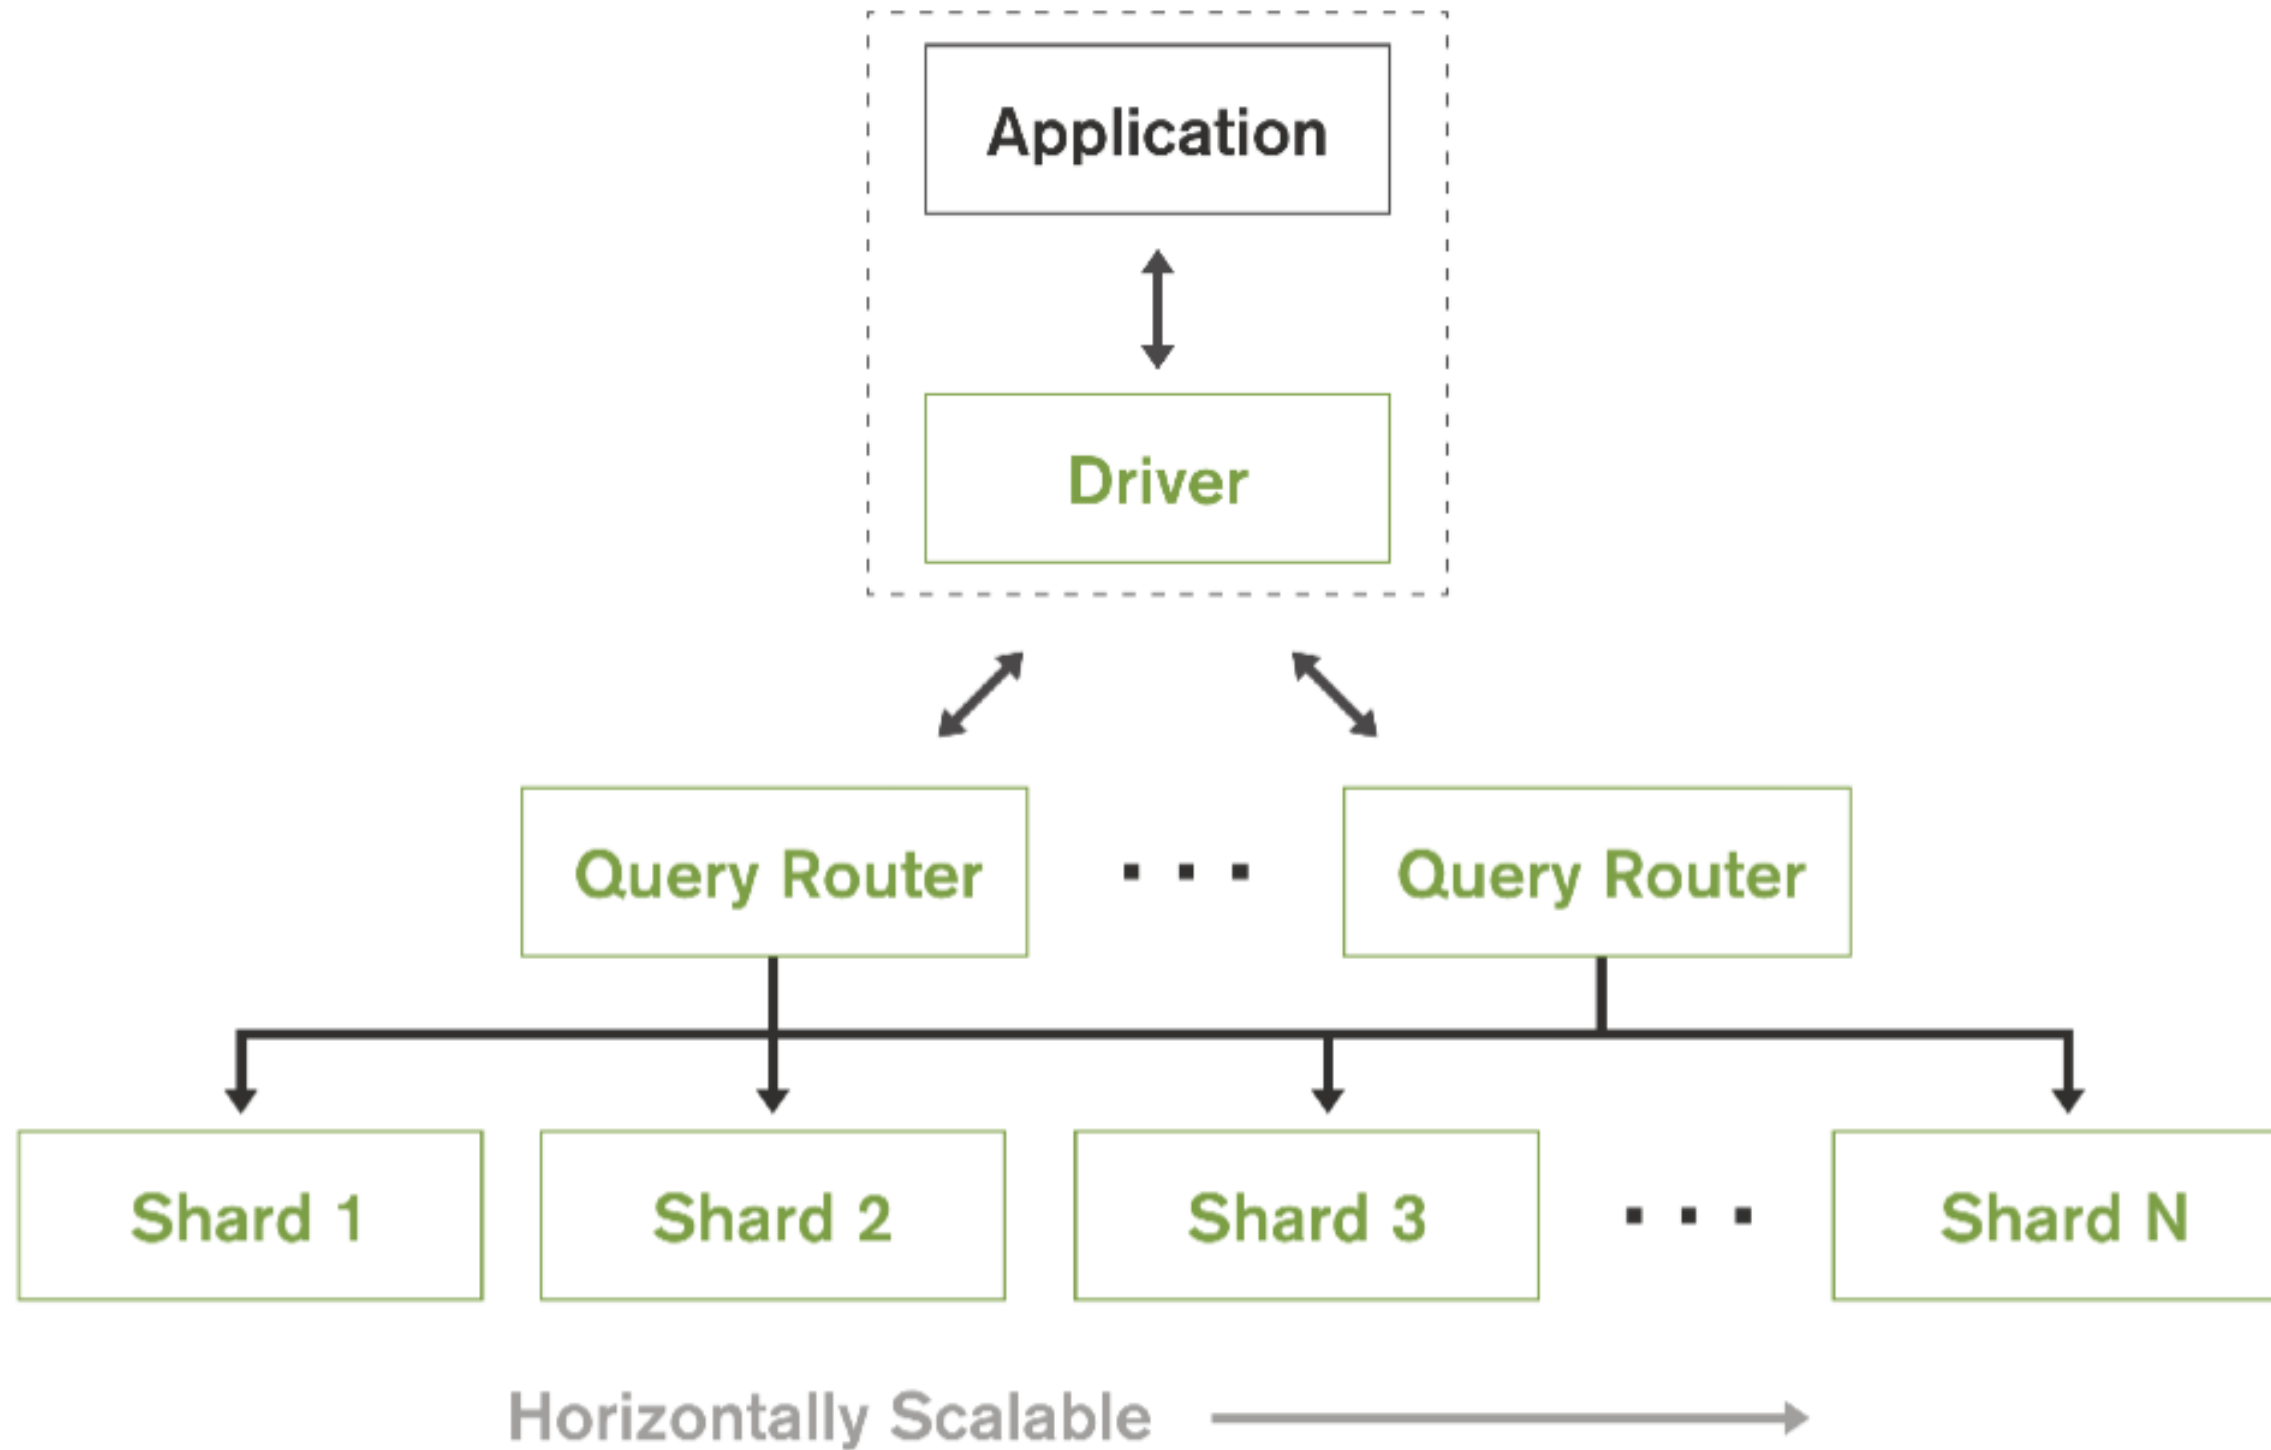 Application
Driver
Query Router . . . Query Router
Shard 1 Shard 2 Shard 3 . . . Shard N
Horizontally Scalable